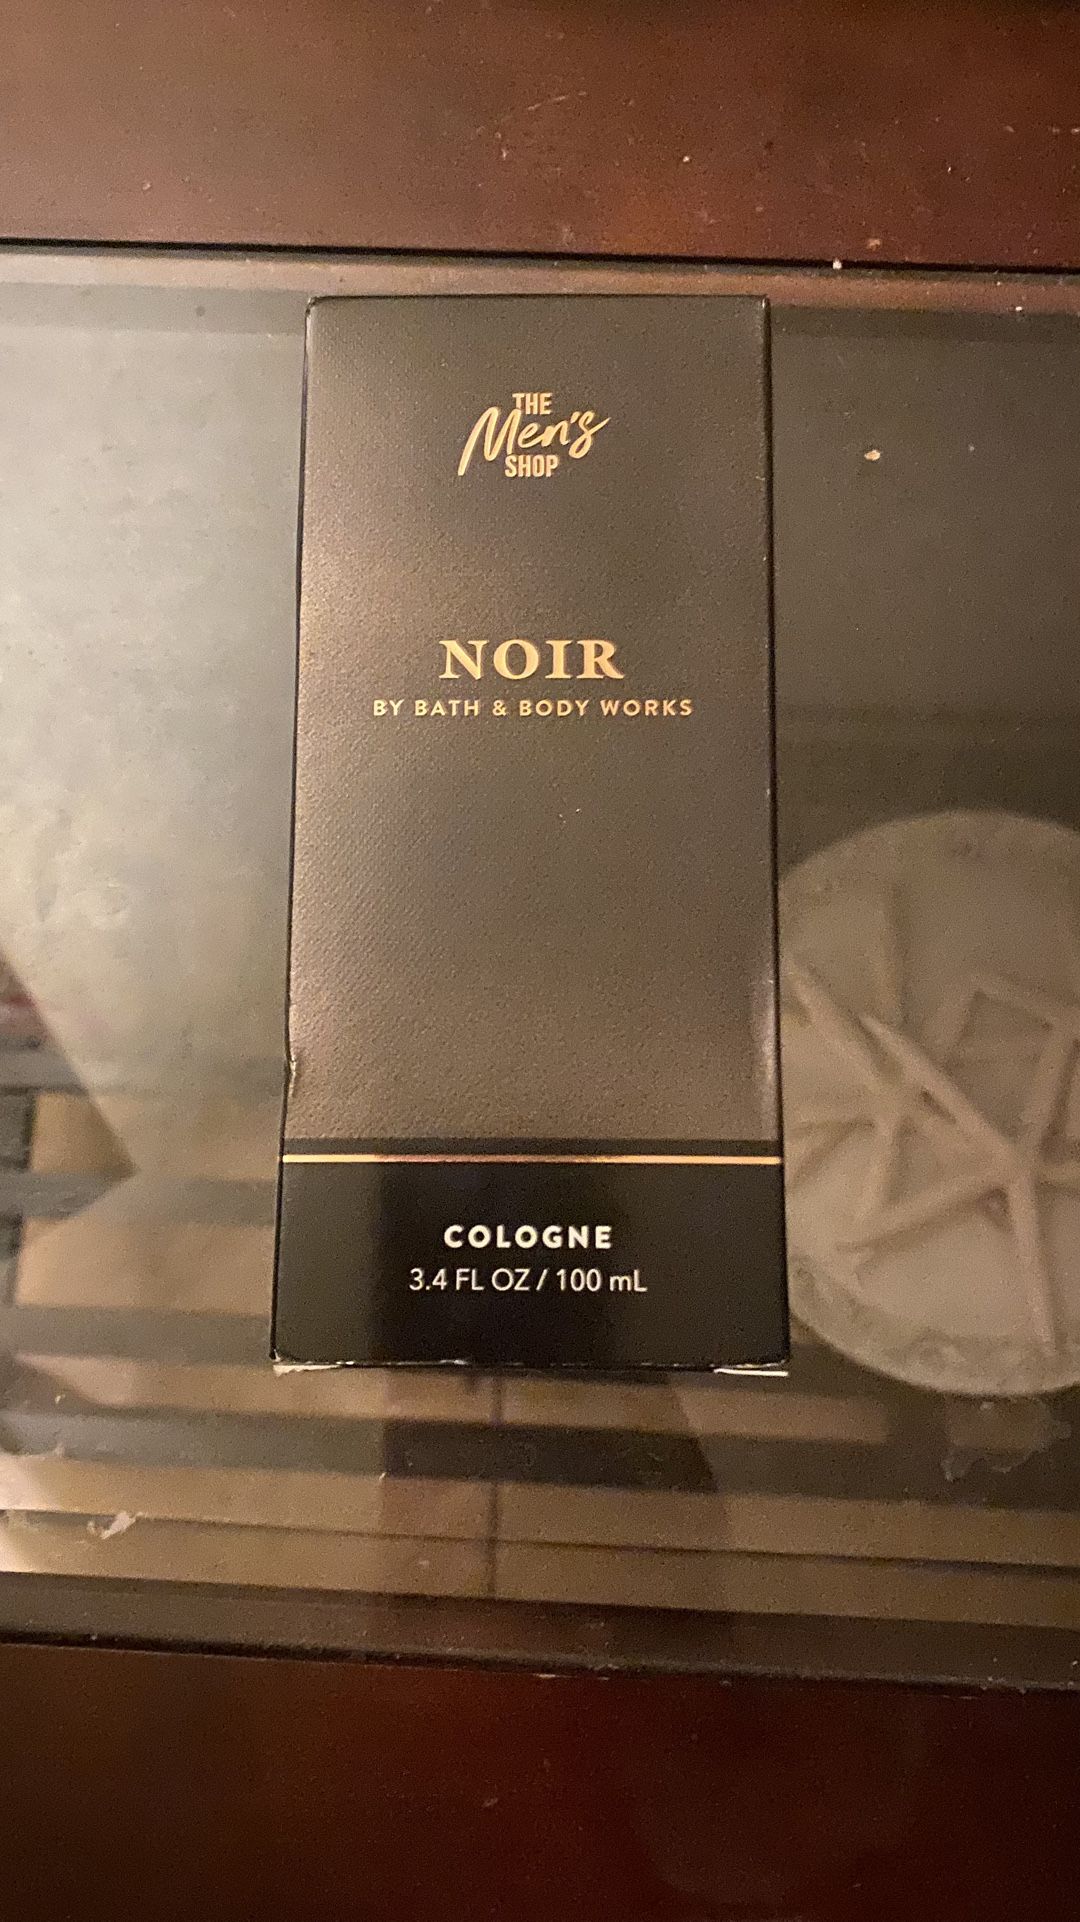 THE
Men's
SHOP
NOIR
BY BATH & BODY WORKS
COLOGNE
3.4 FL OZ / 100 mL